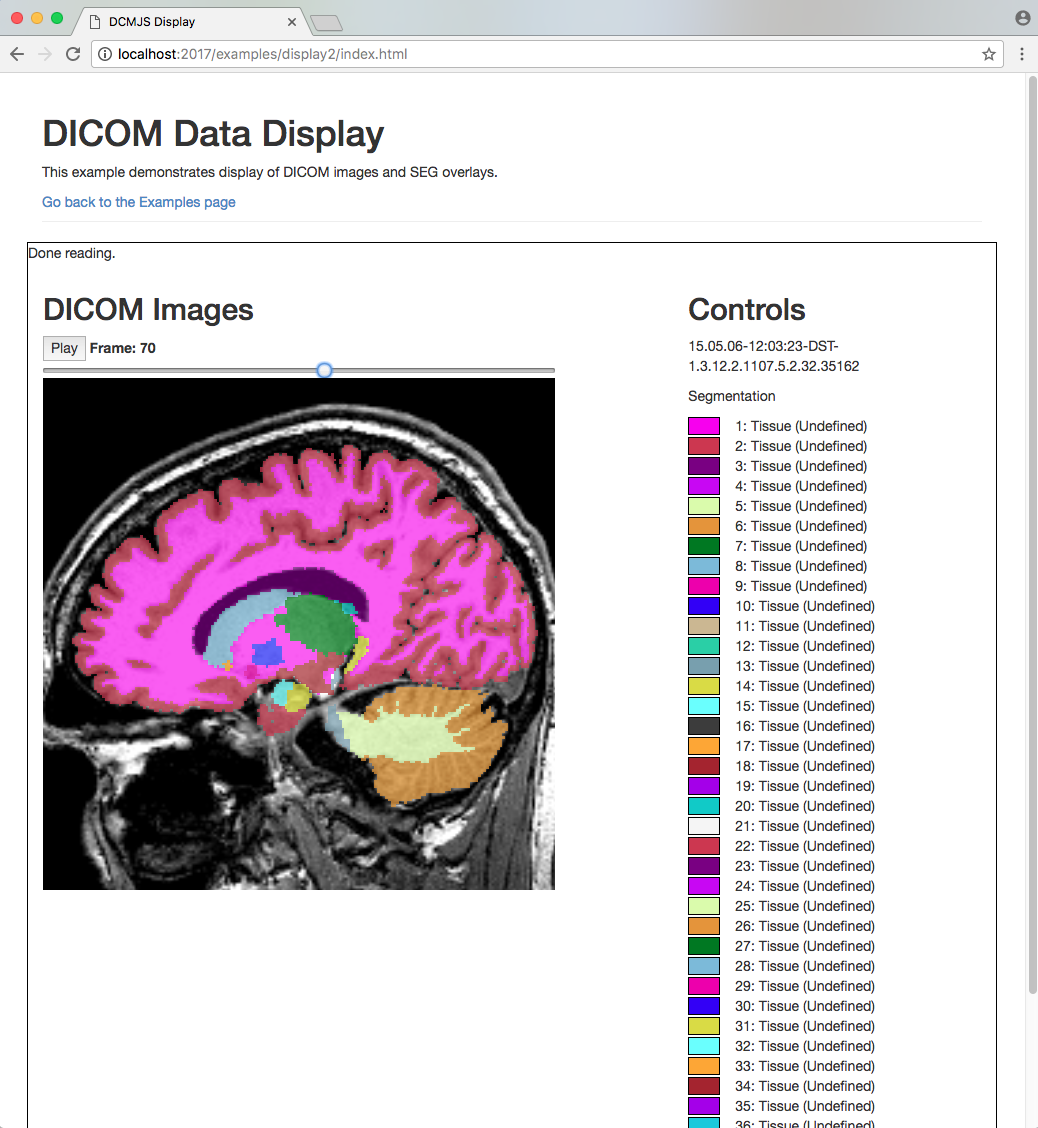 DCMJS Display
localhost:2017/examples/display2/index.html
DICOM Data Display
This example demonstrates display of DICOM images and SEG overlays.
Go back to the Examples page
Done reading.
DICOM Images
Play Frame: 70
Controls
15.05.06-12:03:23-DST-
1.3.12.2.1107.5.2.32.35162
Segmentation
1: Tissue (Undefined)
2: Tissue (Undefined)
3: Tissue (Undefined)
4: Tissue (Undefined)
5: Tissue (Undefined)
6: Tissue (Undefined)
7: Tissue (Undefined)
8: Tissue (Undefined)
9: Tissue (Undefined)
10: Tissue (Undefined)
11: Tissue (Undefined)
12: Tissue (Undefined)
13: Tissue (Undefined)
14: Tissue (Undefined)
15: Tissue (Undefined)
16: Tissue (Undefined)
17: Tissue (Undefined)
18: Tissue (Undefined)
19: Tissue (Undefined)
20: Tissue (Undefined)
21: Tissue (Undefined)
22: Tissue (Undefined)
23: Tissue (Undefined)
24: Tissue (Undefined)
25: Tissue (Undefined)
26: Tissue (Undefined)
27: Tissue (Undefined)
28: Tissue (Undefined)
29: Tissue (Undefined)
30: Tissue (Undefined)
31: Tissue (Undefined)
32: Tissue (Undefined)
33: Tissue (Undefined)
34: Tissue (Undefined)
35: Tissue (Undefined)
36: Tissue (Undefined)